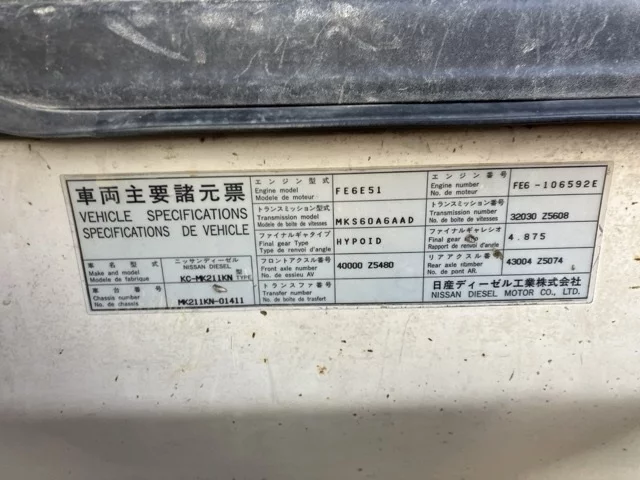 車両主要諸元票
VEHICLE SPECIFICATIONS
SPECIFICATIONS DE VEHICLE
車名型式
Make and model
Modele de fabrique
ニッサンディーゼル
NISSAN DIESEL
KC-MK211KN 型 TYPE
車台番号
Chassis number
No. de chassis
MK211KN-01411
エンジン型式
Engine model
Modele de moteur
FE6E51
エンジン番号
Engine number
No. de moteur
FE6-106592E
トランスミッション型式
Transmission model
Modele de boite de vitesses
MKS60A6AAD
トランスミッション番号
Transmission number
No. de boite de vitesses
32030 Z5608
ファイナルギヤタイプ
Final gear Type
Type de renvoi d'angle
HYPOID
ファイナルギャレシオ
Final gear
Rapport de renvoi d'angle
4.875
フロントアクスル番号
Front axle number
No. de essieu AV
40000 Z5480
リヤアクスル番号
Rear axle nbmber
No. de pont AR.
43004 Z5074
トランスファ番号
Transfer number
No. de boite de trasfert
日産ディーゼル工業株式会社
NISSAN DIESEL MOTOR CO., LTD.